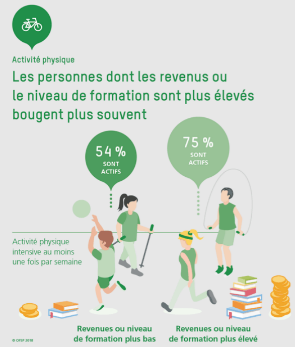 Activité physique
Les personnes dont les revenus ou
le niveau de formation sont plus élevés
bougent plus souvent
54 %
SONT
ACTIFS
75 %
SONT
ACTIFS
Activité physique
intensive au moins
une fois par semaine
Revenues ou niveau
de formation plus bas
Revenues ou niveau
de formation plus élevé